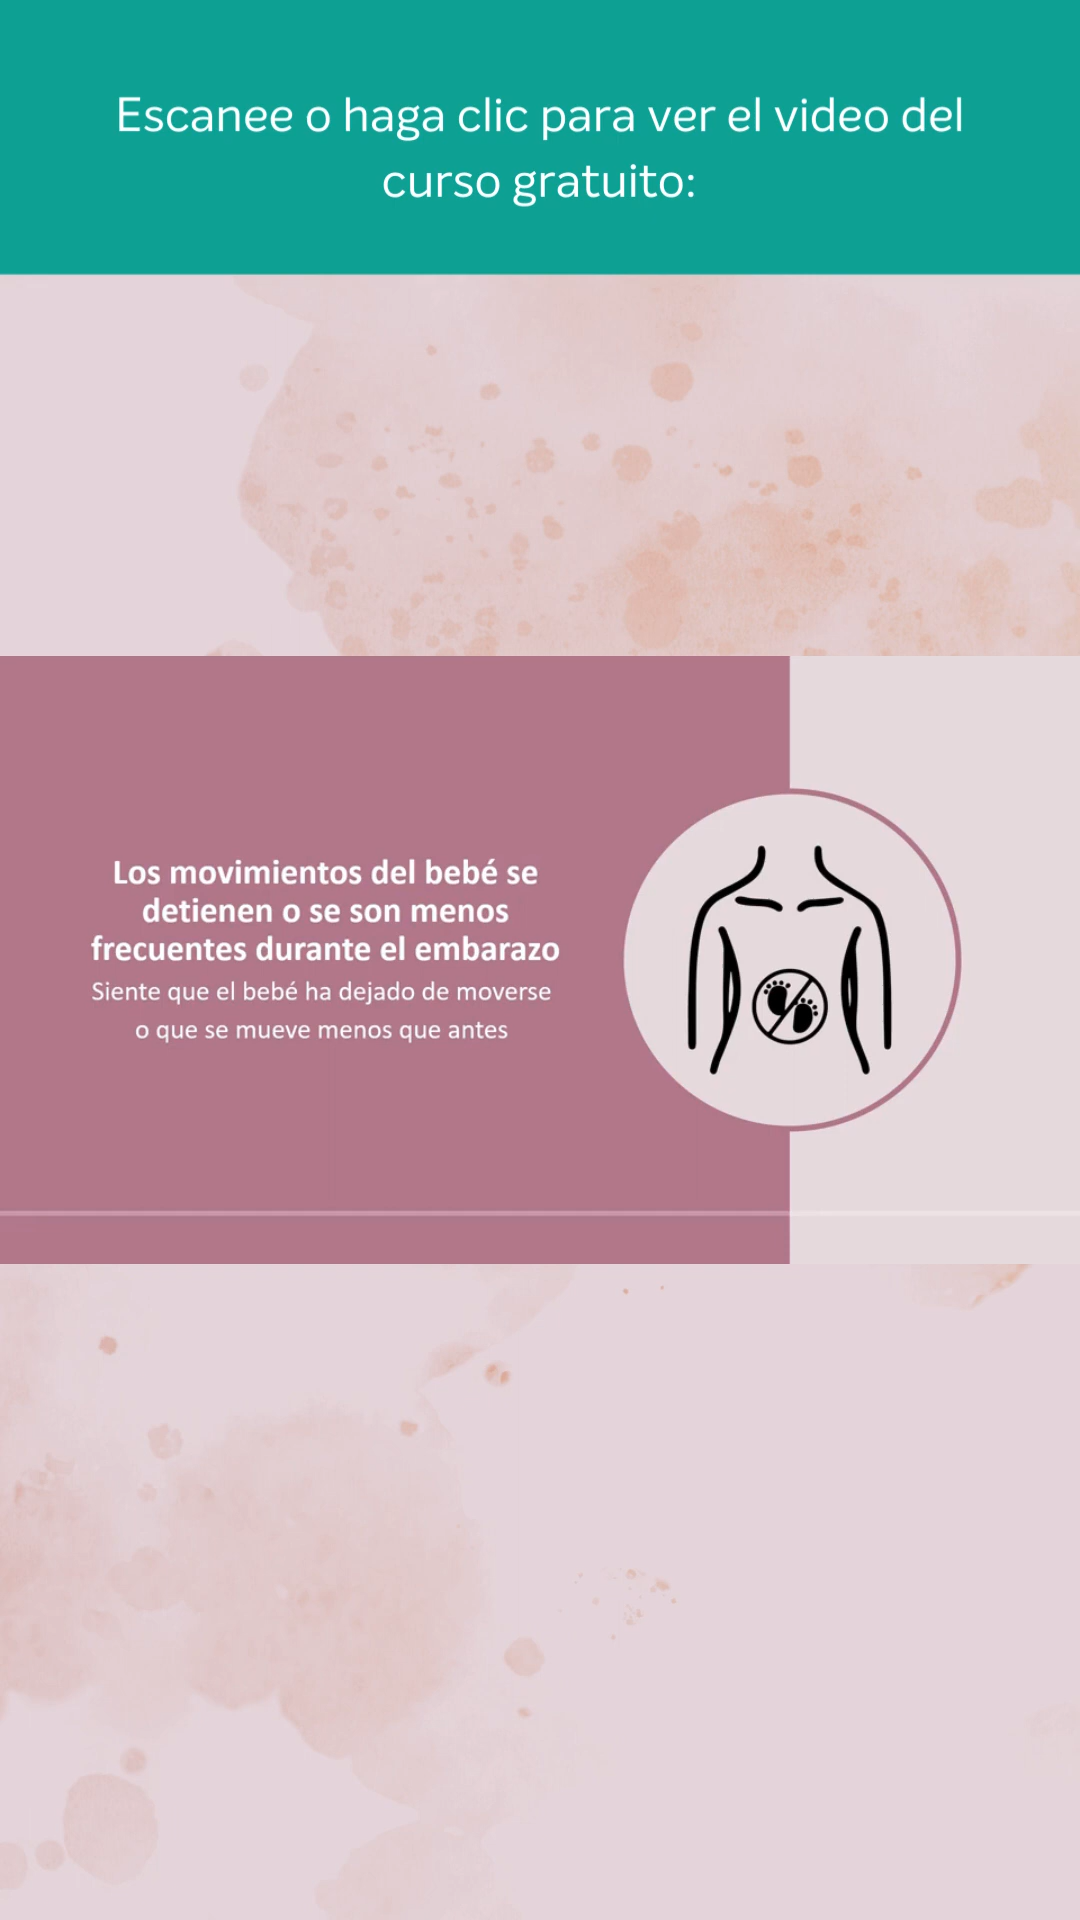 Escanee o haga clic para ver el video del
curso gratuito:
Los movimientos del bebé se
detienen o se son menos
frecuentes durante el embarazo
Siente que el bebé ha dejado de moverse
o que se mueve menos que antes